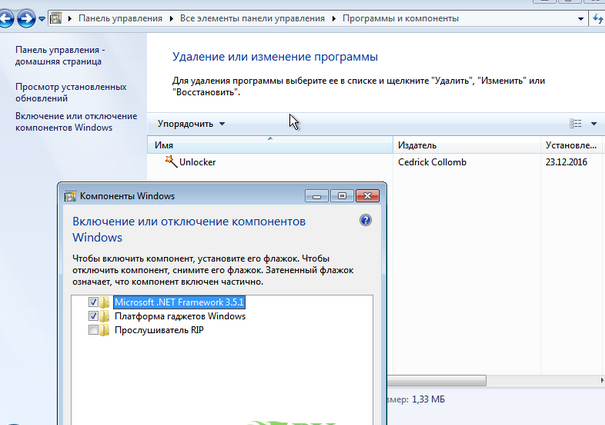 Панель управления ▸ Все элементы панели управления ▸ Программы и компоненты
Панель управления -
домашняя страница
Просмотр установленных
обновлений
Включение или отключение
компонентов Windows
Удаление или изменение программы
Для удаления программы выберите ее в списке и щелкните "Удалить", "Изменить" или
"Восстановить".
Упорядочить
Имя Издатель Установле...
Unlocker Cedrick Collomb 23.12.2016
Компоненты Windows
Включение или отключение компонентов
Windows
Чтобы включить компонент, установите его флажок. Чтобы
отключить компонент, снимите его флажок. Затененный флажок
означает, что компонент включен частично.
Microsoft .NET Framework 3.5.1
Платформа гаджетов Windows
Прослушиватель RIP
1,33 МБ